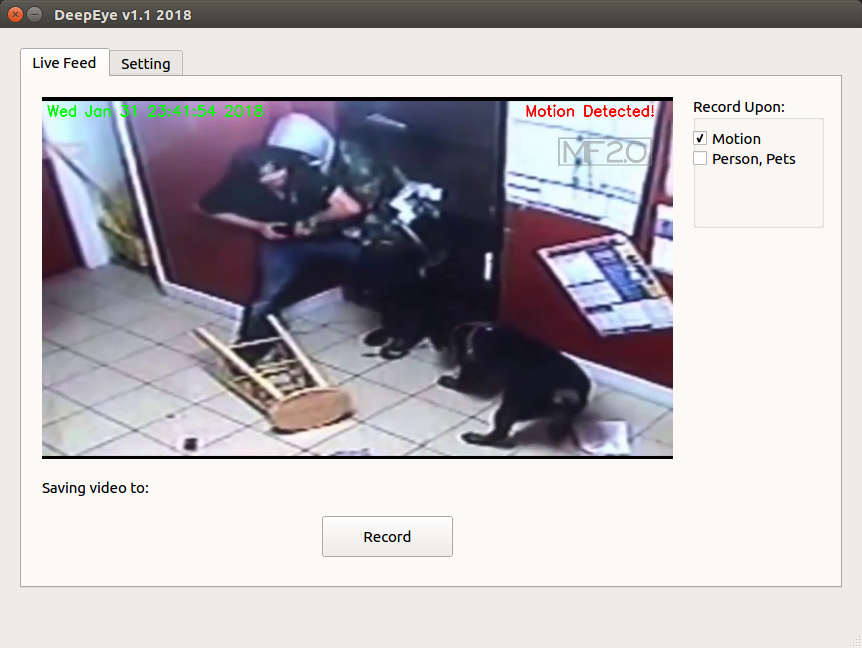 DeepEye v1.1 2018
Live Feed
Setting
Wed Jan 31 23:41:54 2018
Motion Detected!
MF2.0
Record Upon:
Motion
Person, Pets
Saving video to:
Record